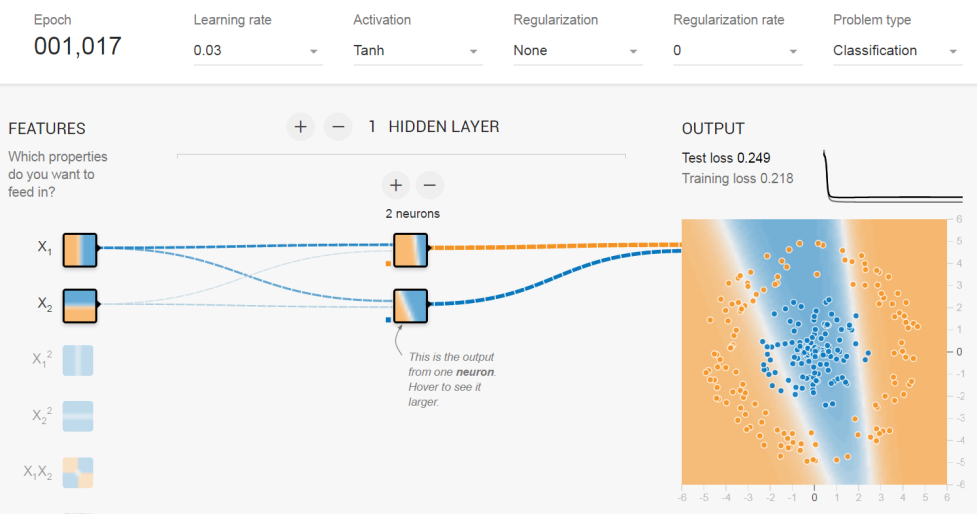 Epoch
001,017
Learning rate
0.03
Activation
Tanh
Regularization
None
Regularization rate
0
Problem type
Classification
FEATURES
Which properties
do you want to
feed in?
+ − 1 HIDDEN LAYER
+ −
2 neurons
X1
X2
X1²
X2²
X1X2
This is the output
from one neuron.
Hover to see it
larger.
OUTPUT
Test loss 0.249
Training loss 0.218
6
5
4
3
2
1
0
-1
-2
-3
-4
-5
-6
-6 -5 -4 -3 -2 -1 0 1 2 3 4 5 6